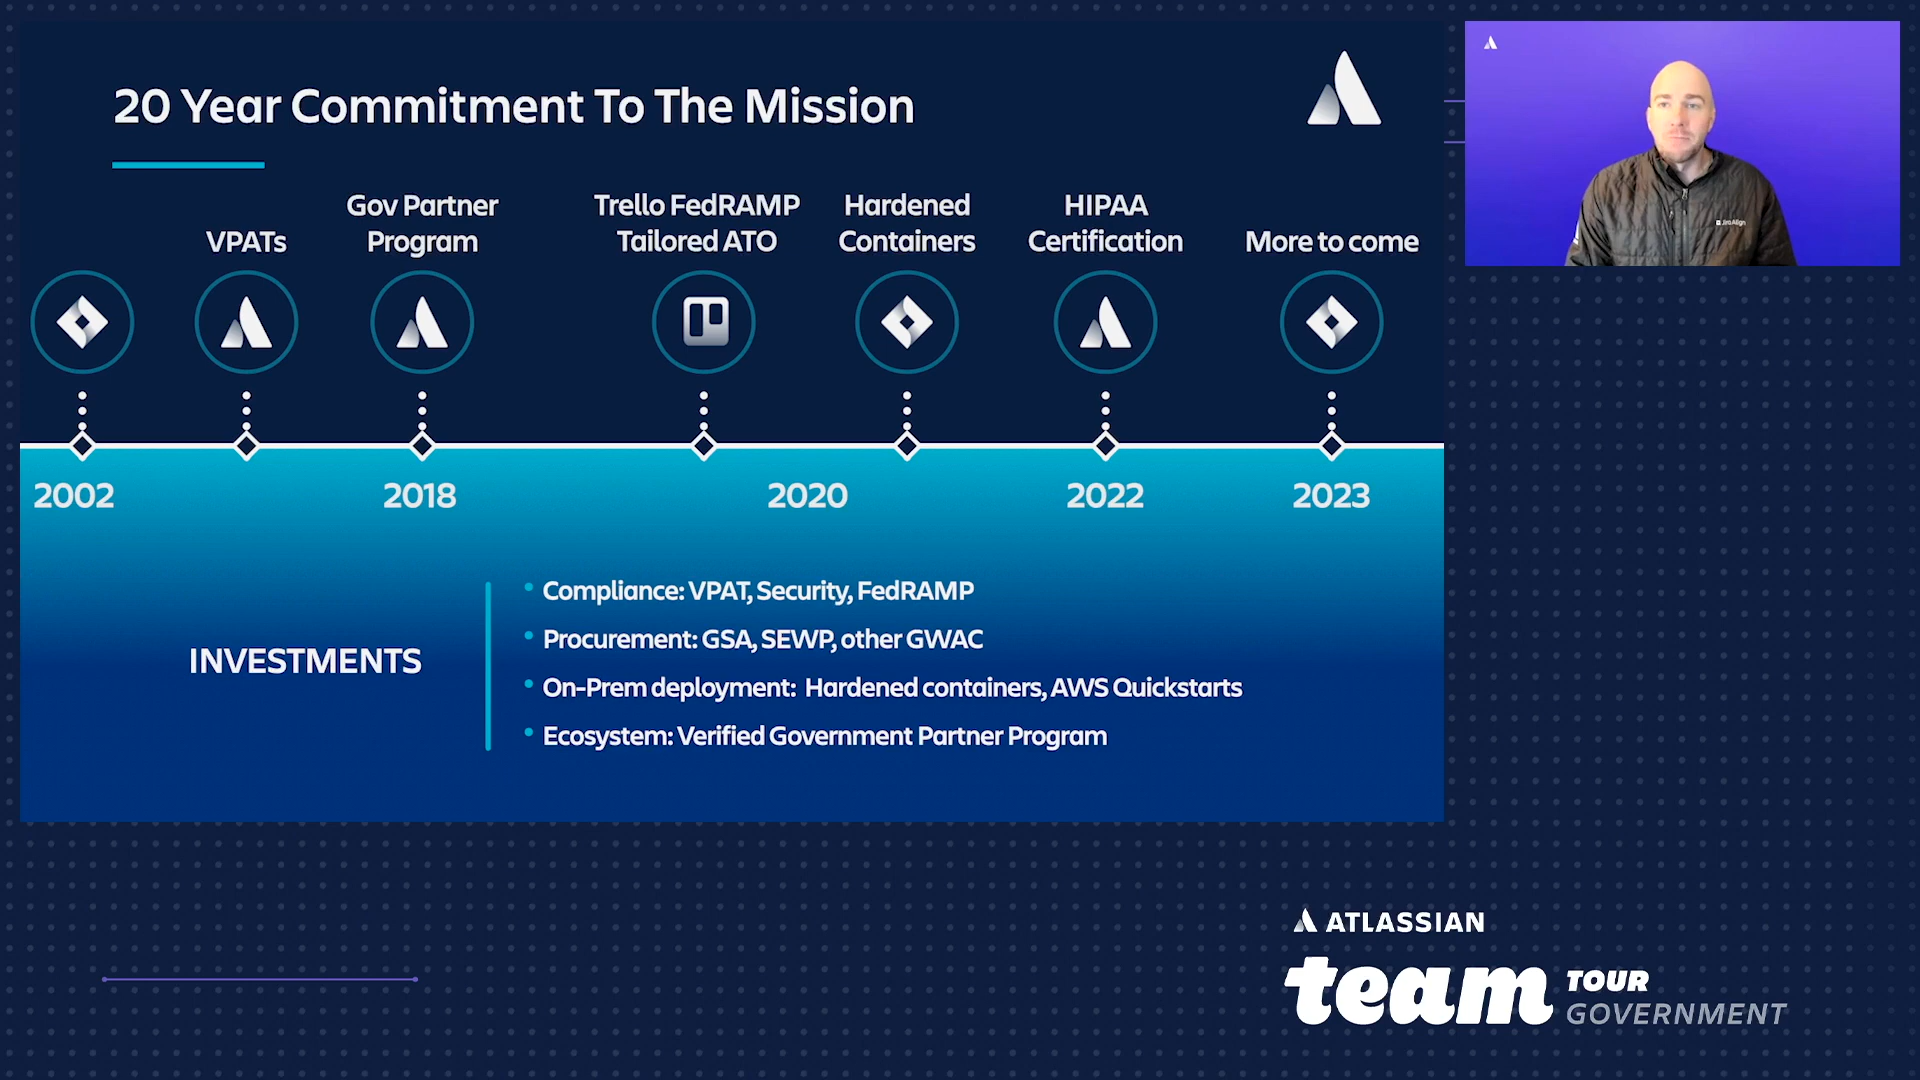 20 Year Commitment To The Mission
VPATs
Gov Partner
Program
Trello FedRAMP
Tailored ATO
Hardened
Containers
HIPAA
Certification
More to come
2002
2018
2020
2022
2023
INVESTMENTS
• Compliance: VPAT, Security, FedRAMP
• Procurement: GSA, SEWP, other GWAC
• On-Prem deployment: Hardened containers, AWS Quickstarts
• Ecosystem: Verified Government Partner Program
Jira Align
ATLASSIAN
team TOUR
GOVERNMENT